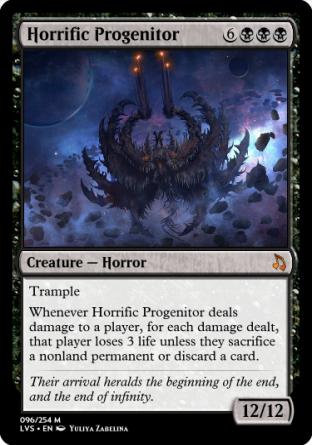 Horrific Progenitor 6
Creature — Horror
Trample
Whenever Horrific Progenitor deals
damage to a player, for each damage dealt,
that player loses 3 life unless they sacrifice
a nonland permanent or discard a card.
Their arrival heralds the beginning of the end,
and the end of infinity.
12/12
096/254 M
LVS • EN Yuliya Zabelina